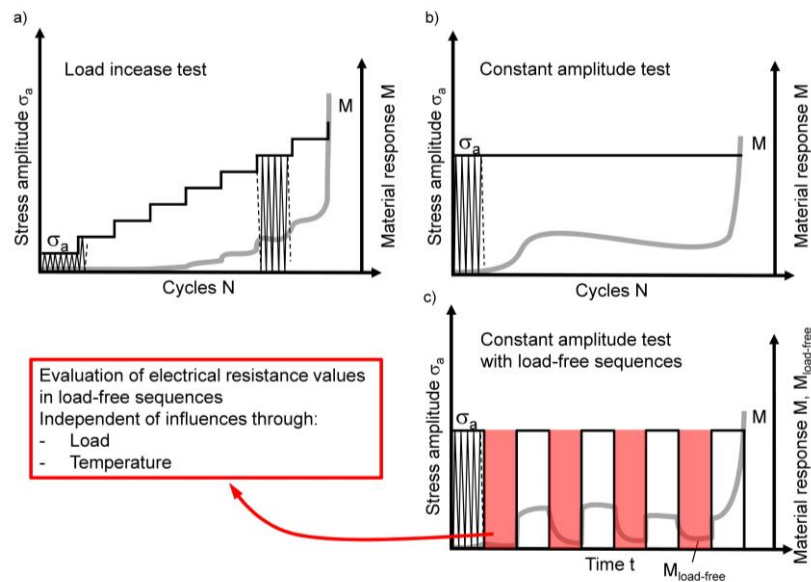 a)
Load incease test
Stress amplitude σa
σa
M
Material response M
Cycles N
b)
Constant amplitude test
Stress amplitude σa
σa
M
Material response M
Cycles N
c)
Constant amplitude test
with load-free sequences
Stress amplitude σa
σa
M
Material response M, Mload-free
Time t
Mload-free
Evaluation of electrical resistance values
in load-free sequences
Independent of influences through:
- Load
- Temperature